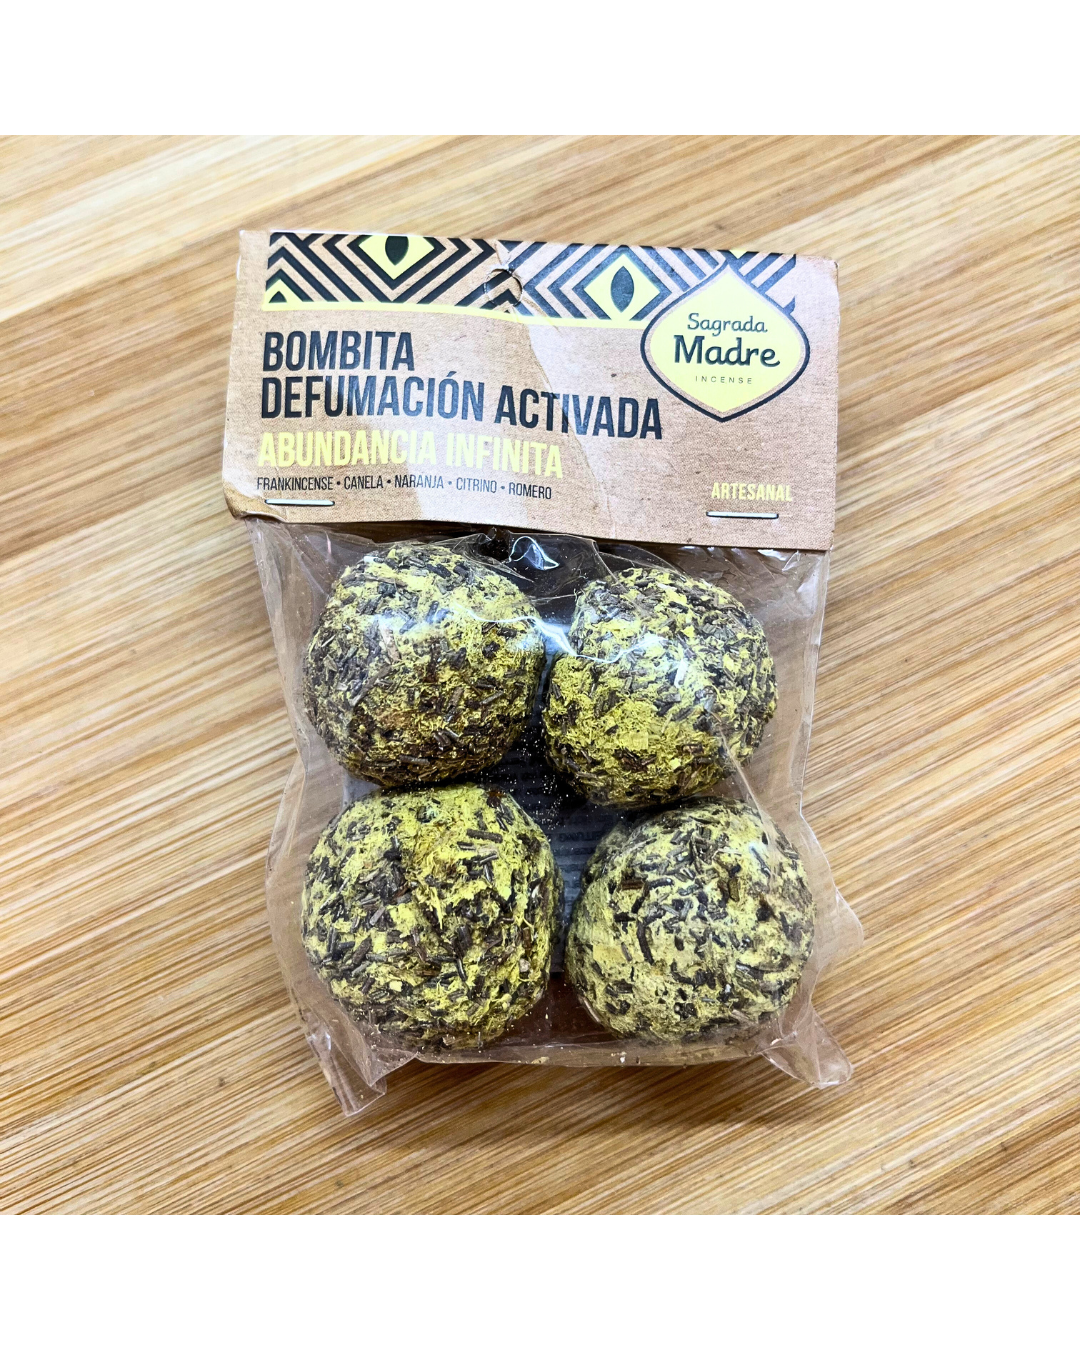 Sagrada
Madre
INCENSE
BOMBITA
DEFUMACIÓN ACTIVADA
ABUNDANCIA INFINITA
FRANKINCENSE • CANELA • NARANJA • CITRINO • ROMERO
ARTESANAL